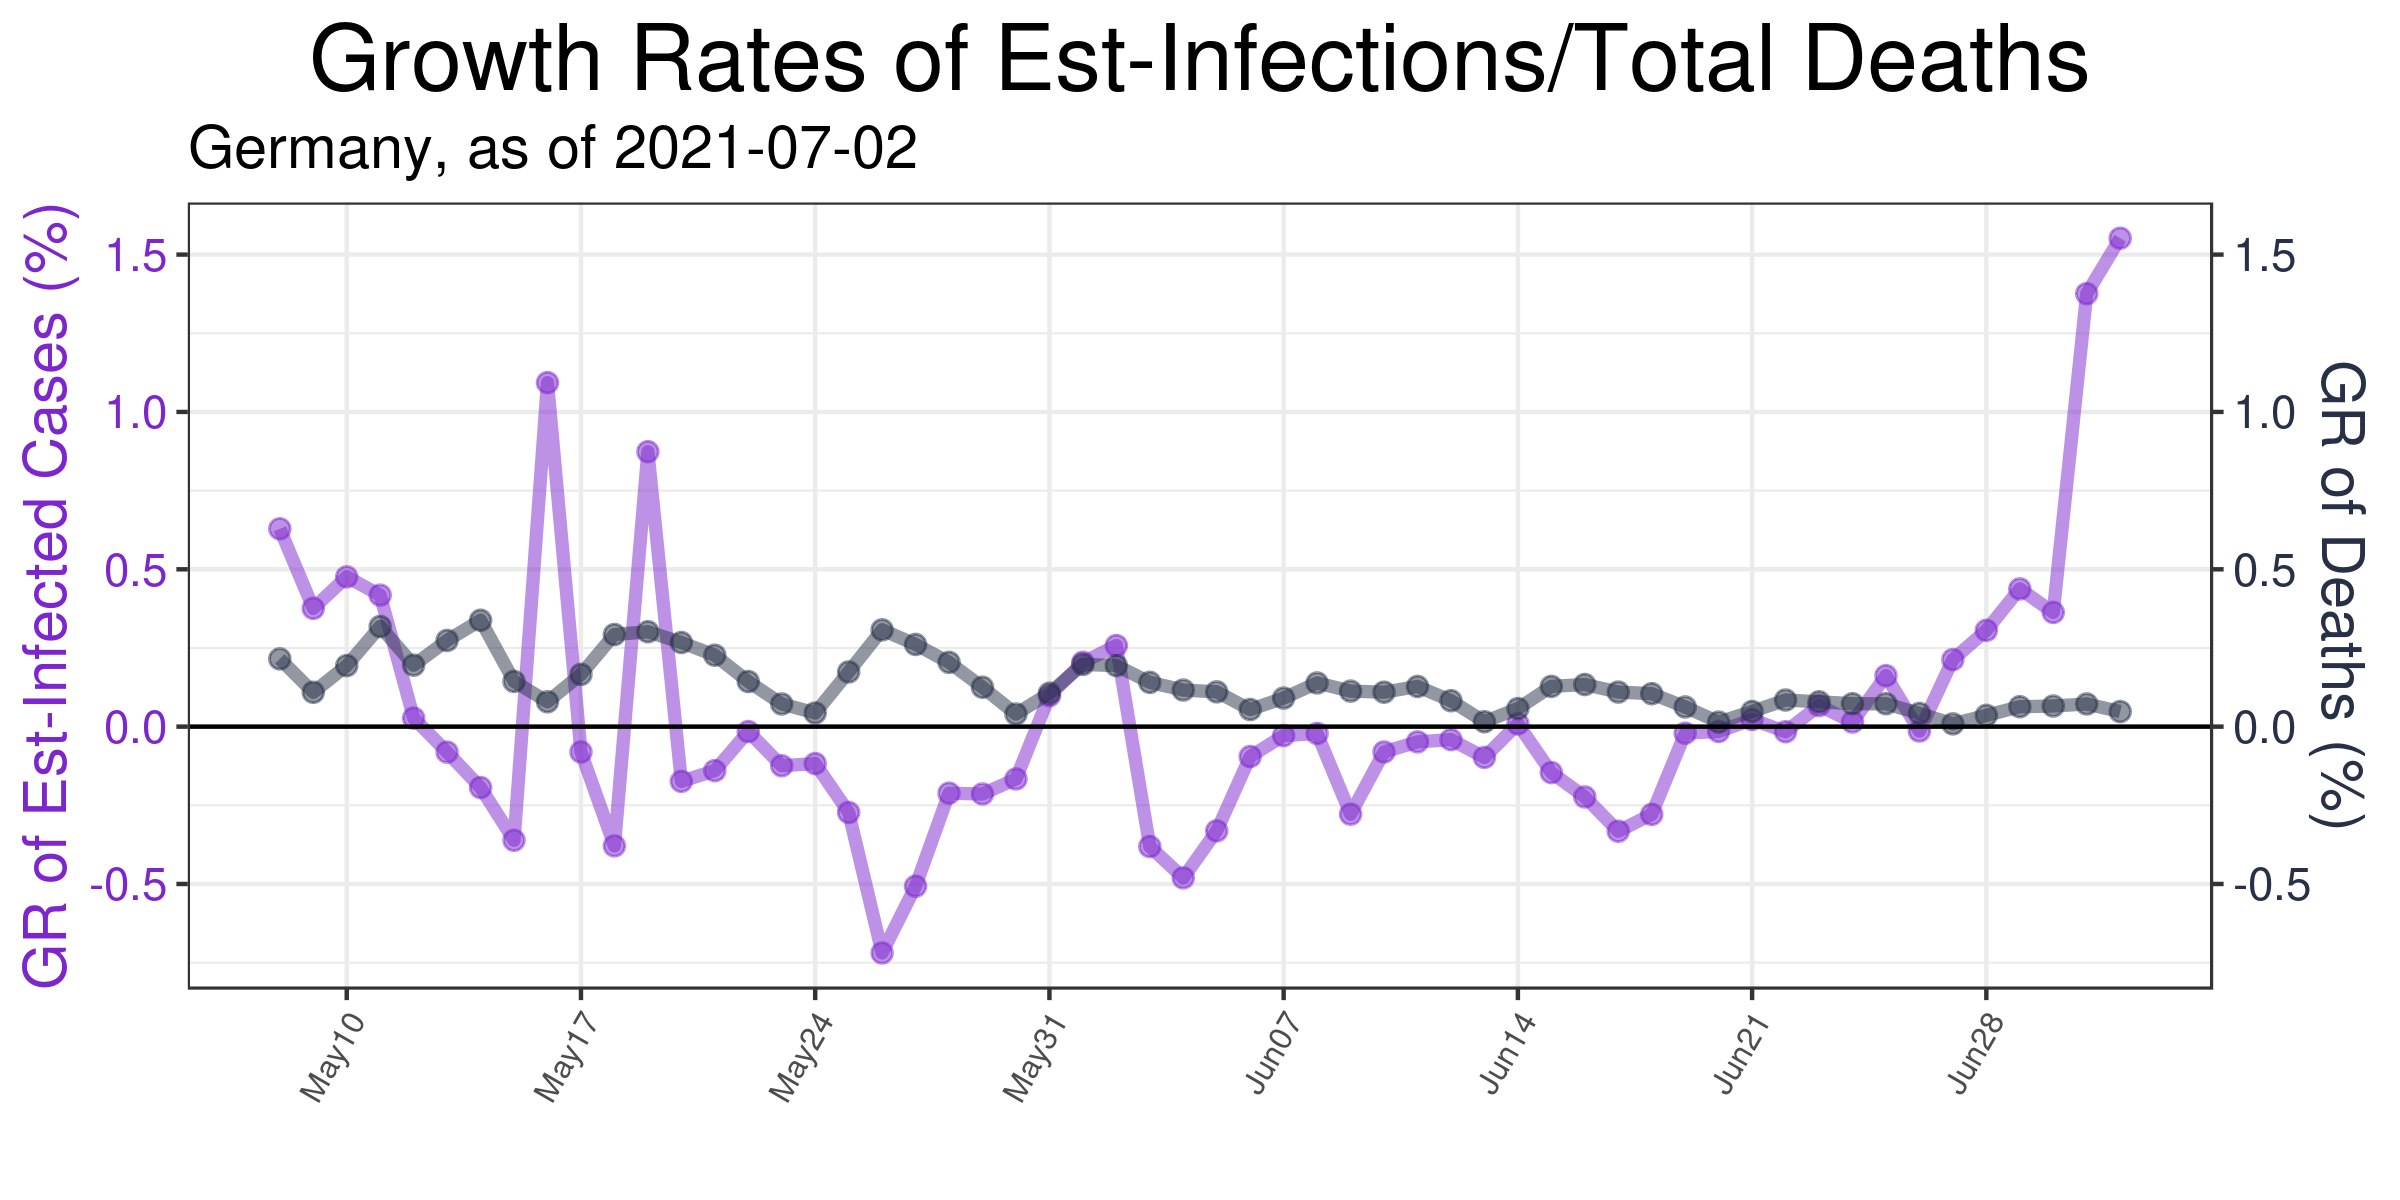 Growth Rates of Est-Infections/Total Deaths
Germany, as of 2021-07-02
GR of Est-Infected Cases (%)
1.5
1.0
0.5
0.0
-0.5
1.5
1.0
0.5
0.0
-0.5
GR of Deaths (%)
May10
May17
May24
May31
Jun07
Jun14
Jun21
Jun28